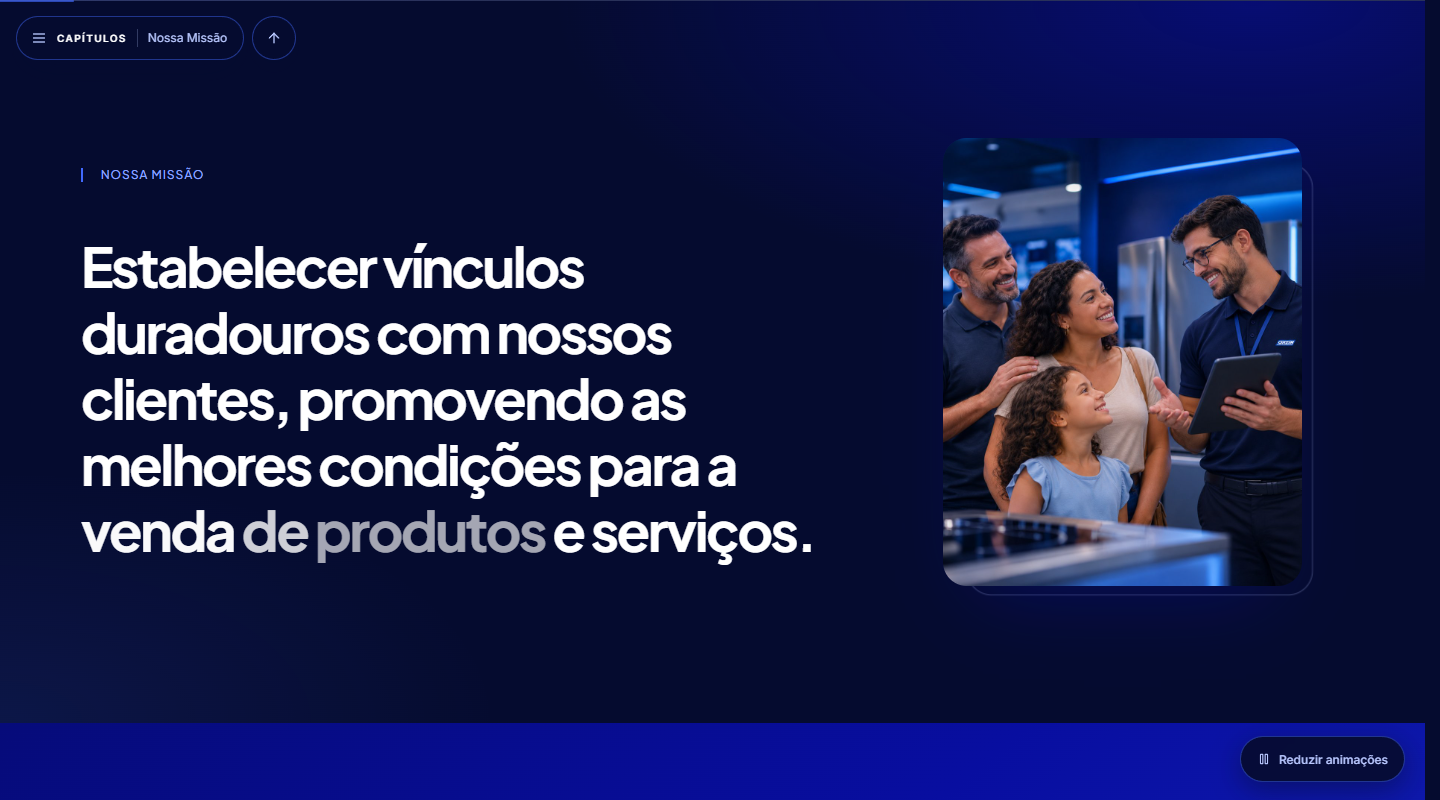 CAPÍTULOS
Nossa Missão
NOSSA MISSÃO
Estabelecer vínculos
duradouros com nossos
clientes, promovendo as
melhores condições para a
venda de produtos e serviços.
Reduzir animações